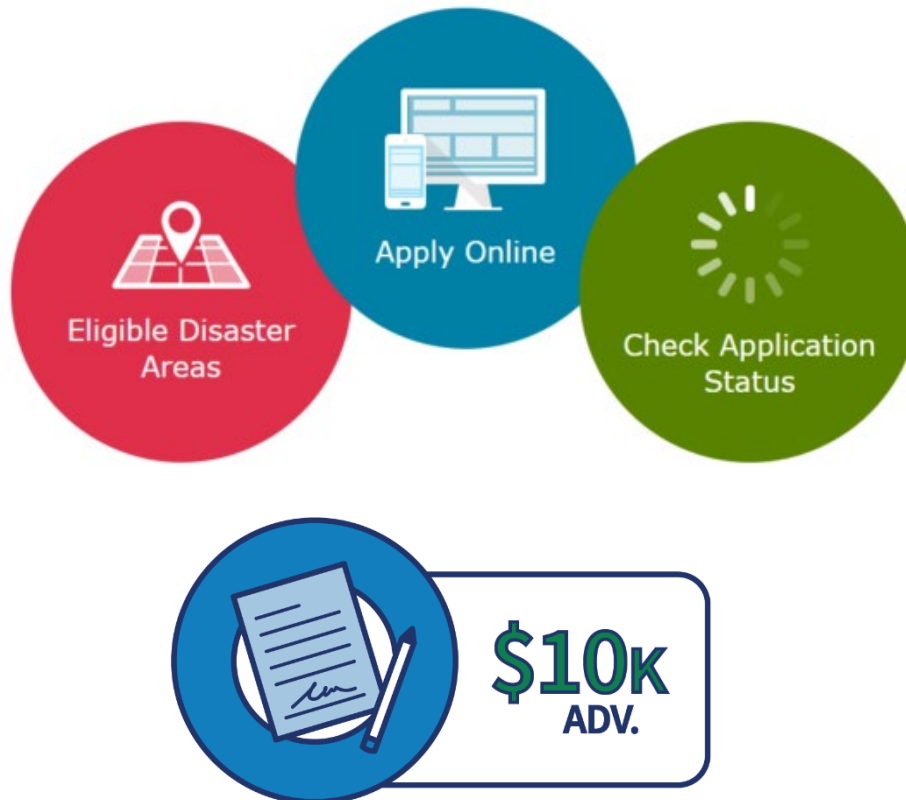 Apply Online
Eligible Disaster
Areas
Check Application
Status
$10K
ADV.